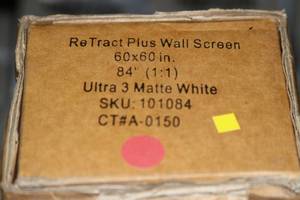 ReTract Plus Wall Screen
60x60 in.
84" (1:1)
Ultra 3 Matte White
SKU: 101084
CT#A-0150